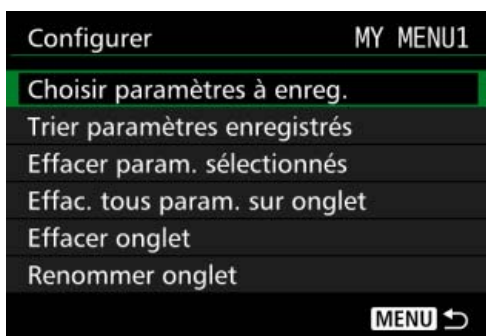 Configurer MY MENU1
Choisir paramètres à enreg.
Trier paramètres enregistrés
Effacer param. sélectionnés
Effac. tous param. sur onglet
Effacer onglet
Renommer onglet
MENU